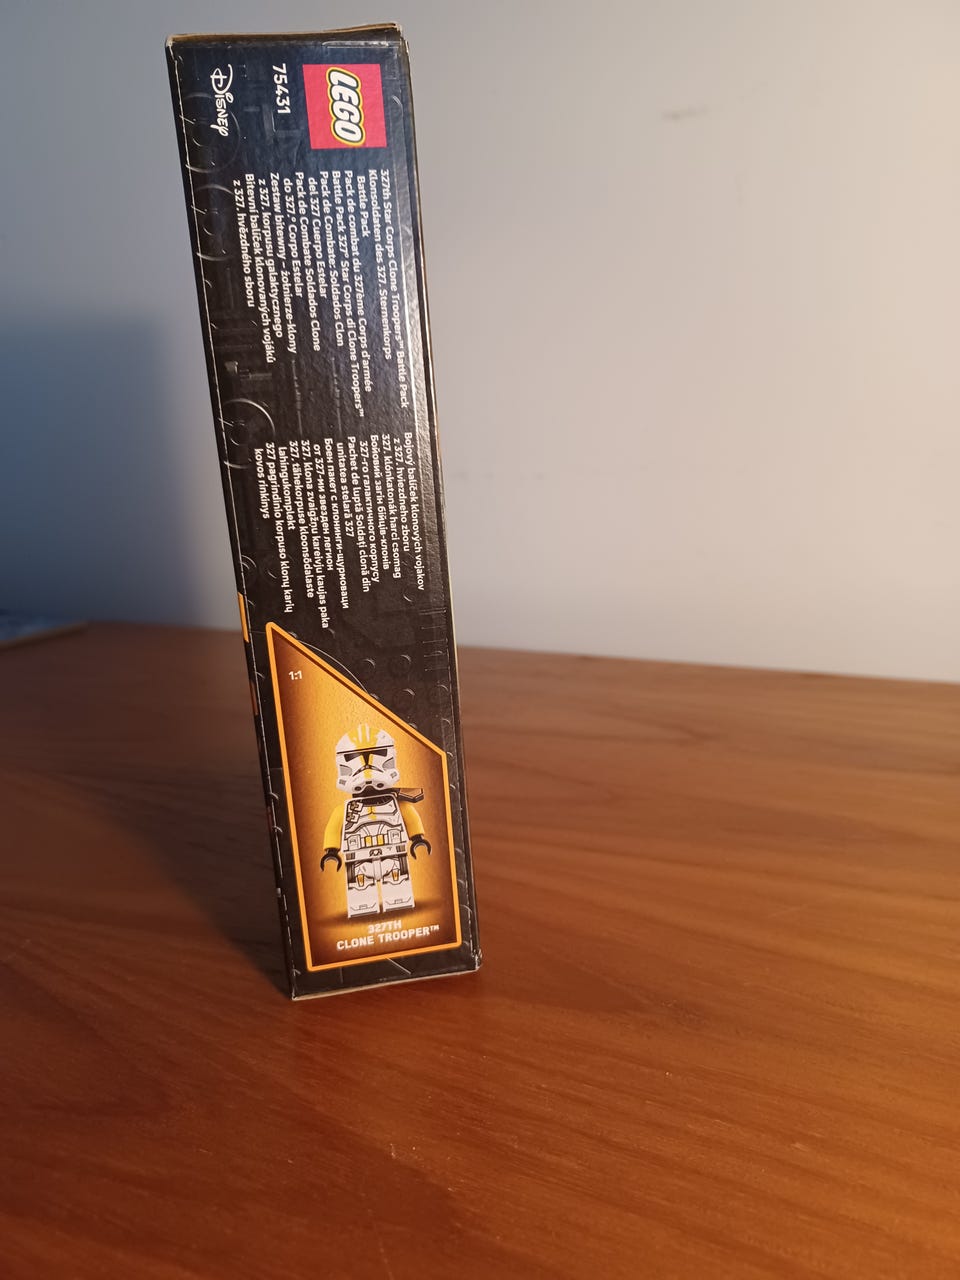 LEGO
75431
Disney
327th Star Corps Clone Troopers™ Battle Pack
Klonsoldaten des 327. Sternenkorps
Battle Pack
Pack de combat du 327ème Corps d'armée
Battle Pack 327° Star Corps di Clone Troopers™
Pack de Combate: Soldados Clon
del 327 Cuerpo Estelar
Pack de Combate Soldados Clone
do 327.º Corpo Estelar
Zestaw bitewny – żołnierze-klony
z 327. korpusu galaktycznego
Bitevní balíček klonovaných vojáků
z 327. hvězdného sboru
Bojový balíček klonových vojakov
z 327. hviezdneho zboru
327. klónkatonák harci csomag
Бойовий загін бійців-клонів
327-го галактичного корпусу
Pachet de luptă Soldați clonă din
unitatea stelară 327
Боен пакет с клонинги-щурмоваци
от 327-ми звезден легион
327. klona zvaigžņu kareivju kaujas paka
327. tähekorpuse kloonsõdalaste
lahingukomplekt
327 pagrindinio korpuso klonų karių
kovos rinkinys
1:1
327TH
CLONE TROOPER™